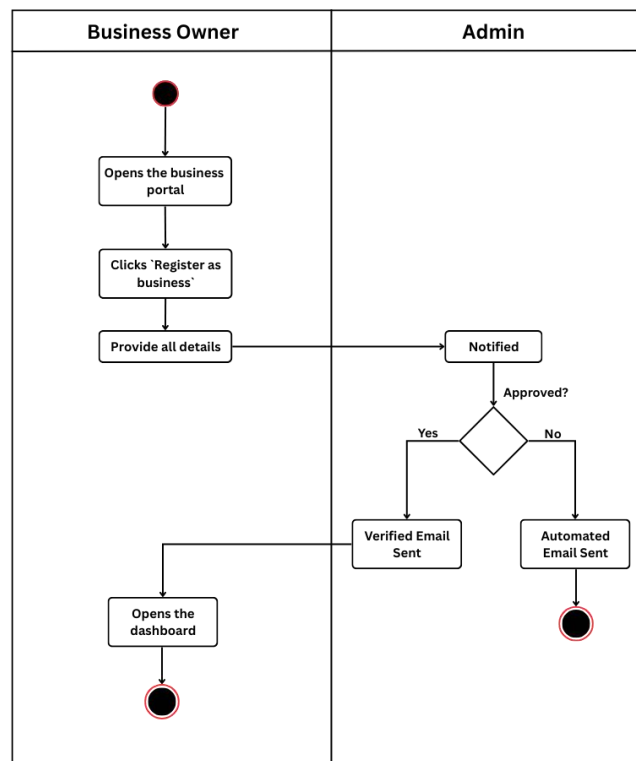 Business Owner
Admin
Opens the business
portal
Clicks `Register as
business`
Provide all details
Notified
Approved?
Yes
No
Verified Email
Sent
Automated
Email Sent
Opens the
dashboard